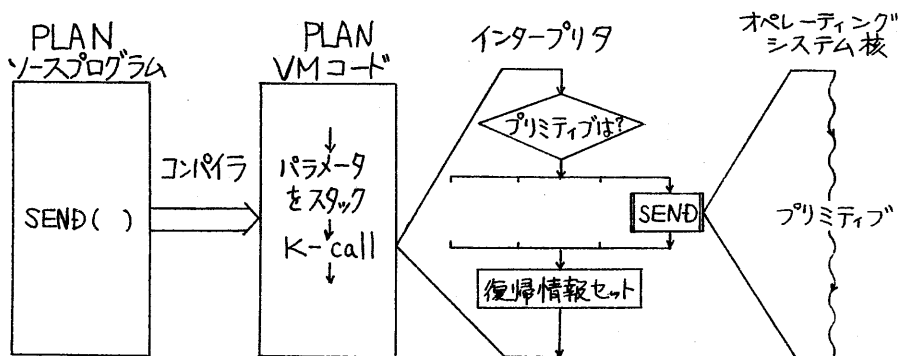 PLAN
ソースプログラム
SEND( )
コンパイラ
PLAN
VMコード
パラメータ
をスタック
K-call
インタープリタ
プリミティブは?
SEND
復帰情報セット
オペレーティング
システム核
プリミティブ